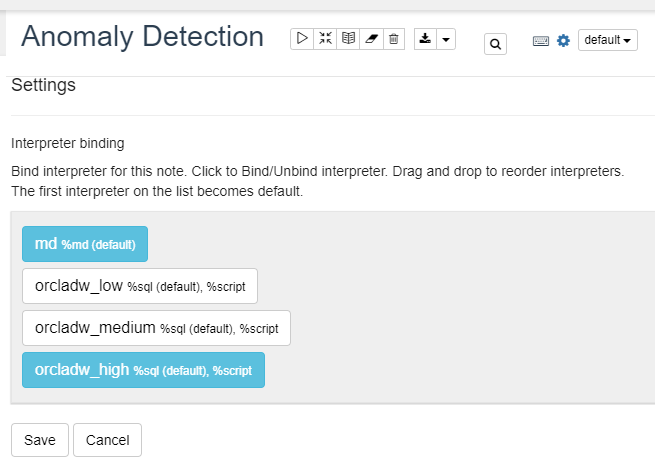 Anomaly Detection
default
Settings
Interpreter binding
Bind interpreter for this note. Click to Bind/Unbind interpreter. Drag and drop to reorder interpreters.
The first interpreter on the list becomes default.
md %md (default)
orcladw_low %sql (default), %script
orcladw_medium %sql (default), %script
orcladw_high %sql (default), %script
Save Cancel